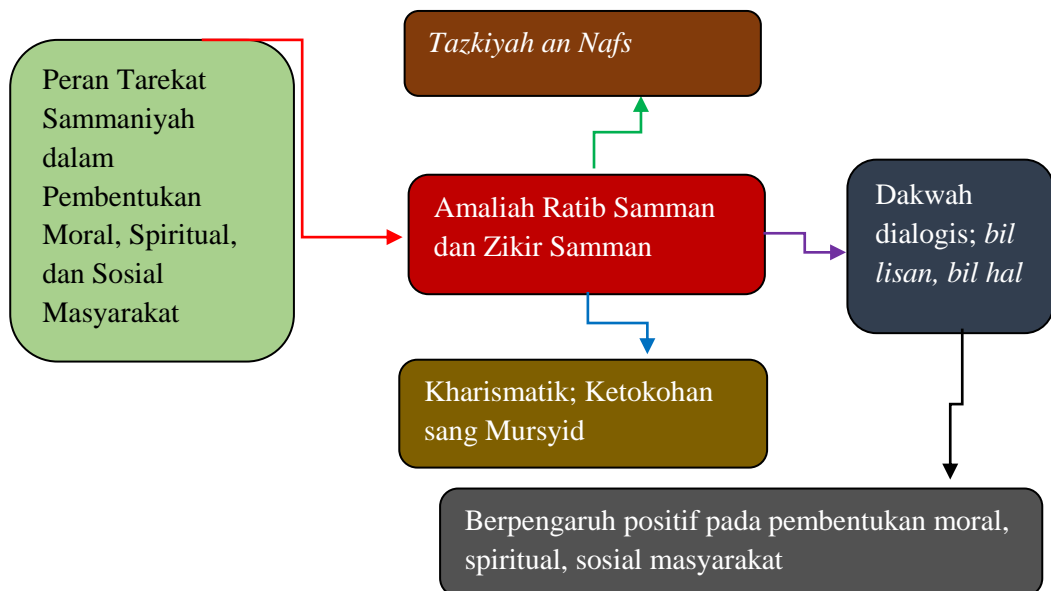 Peran Tarekat
Sammaniyah
dalam
Pembentukan
Moral, Spiritual,
dan Sosial
Masyarakat
Tazkiyah an Nafs
Amaliah Ratib Samman
dan Zikir Samman
Dakwah
dialogis; bil
lisan, bil hal
Kharismatik; Ketokohan
sang Mursyid
Berpengaruh positif pada pembentukan moral,
spiritual, sosial masyarakat